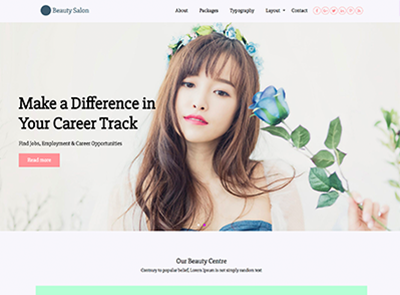 Beauty Salon
About Packages Typography Layout Contact
Make a Difference in
Your Career Track
Find Jobs, Employment & Career Opportunities
Read more
Our Beauty Centre
Contrary to popular belief, Lorem Ipsum is not simply random text